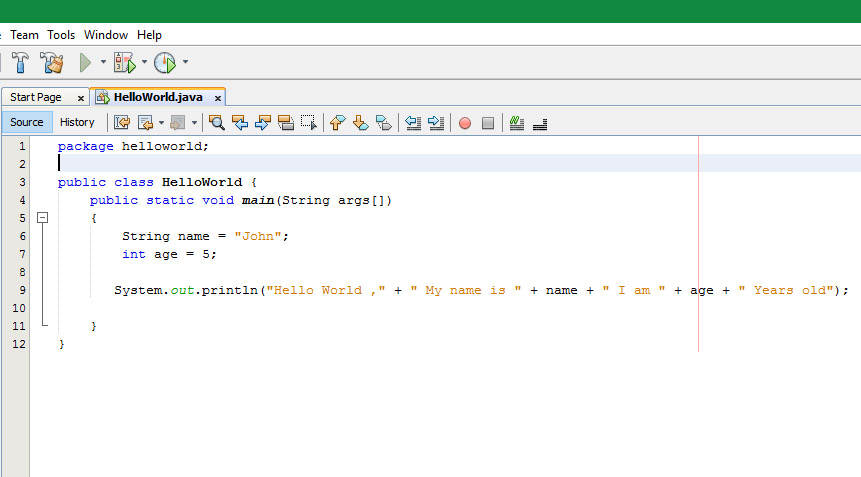 Team Tools Window Help
Start Page x HelloWorld.java x
Source History
1 package helloworld;
2
3 public class HelloWorld {
4 public static void main(String args[])
5 {
6 String name = "John";
7 int age = 5;
8
9 System.out.println("Hello World ," + " My name is " + name + " I am " + age + " Years old");
10
11 }
12 }